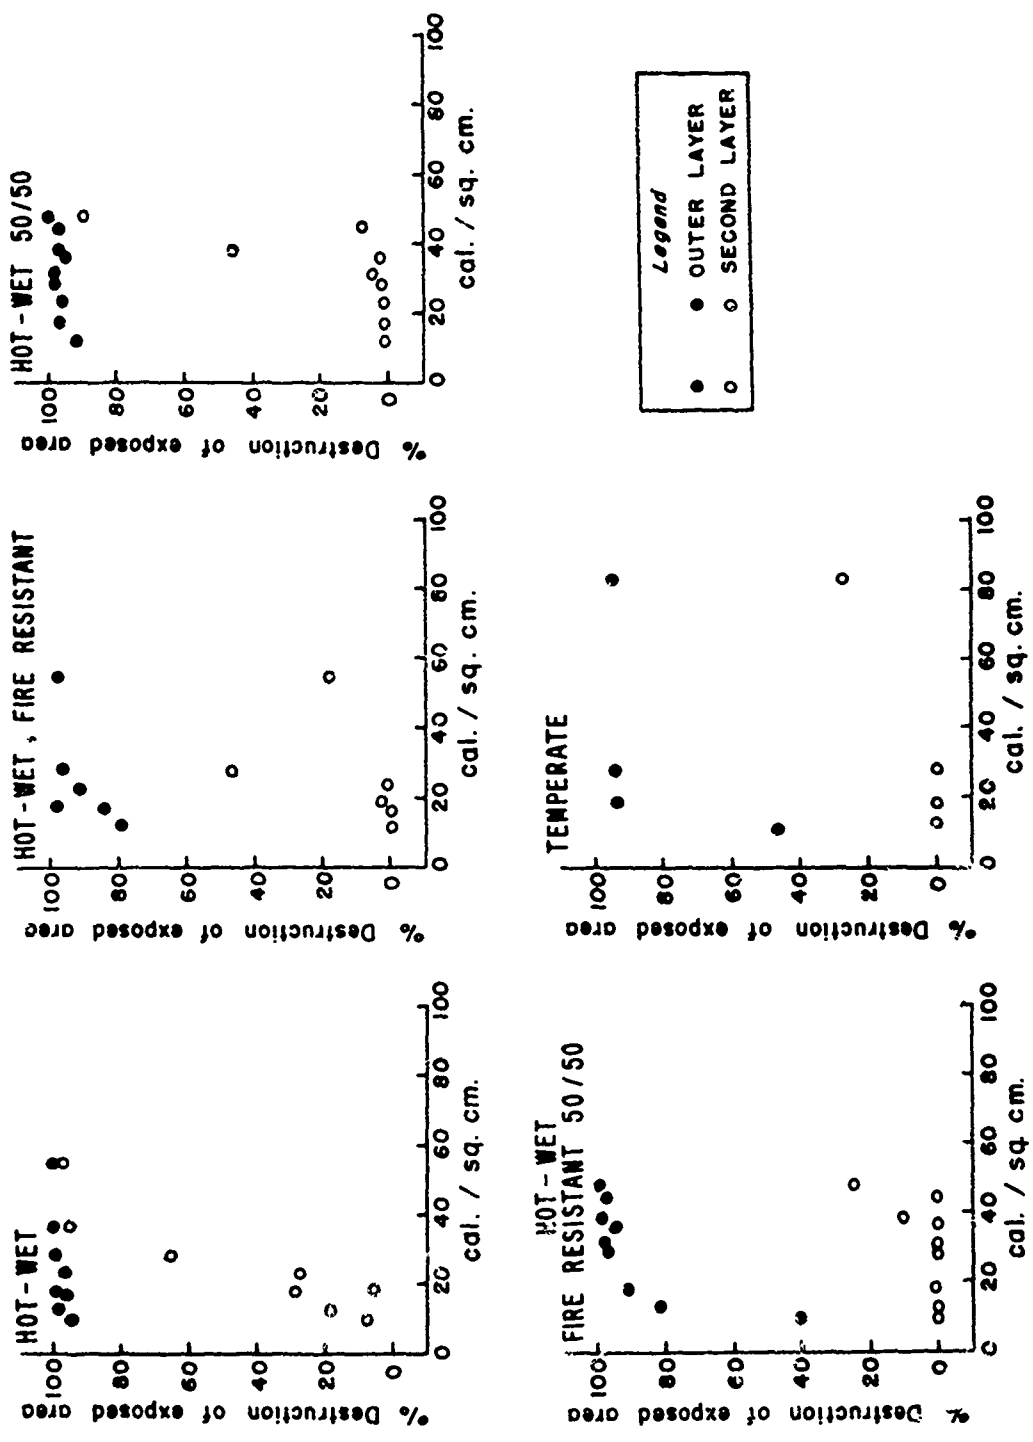 HOT-WET
% Destruction of exposed area
100
80
60
40
20
0
0 20 40 60 80 100
cal. / sq. cm.
HOT-WET, FIRE RESISTANT
% Destruction of exposed area
100
80
60
40
20
0
0 20 40 60 80 100
cal. / sq. cm.
HOT-WET 50/50
% Destruction of exposed area
100
80
60
40
20
0
0 20 40 60 80 100
cal. / sq. cm.
HOT-WET
FIRE RESISTANT 50/50
% Destruction of exposed area
100
80
60
40
20
0
0 20 40 60 80 100
cal. / sq. cm.
TEMPERATE
% Destruction of exposed area
100
80
60
40
20
0
0 20 40 60 80 100
cal. / sq. cm.
Legend
OUTER LAYER
SECOND LAYER